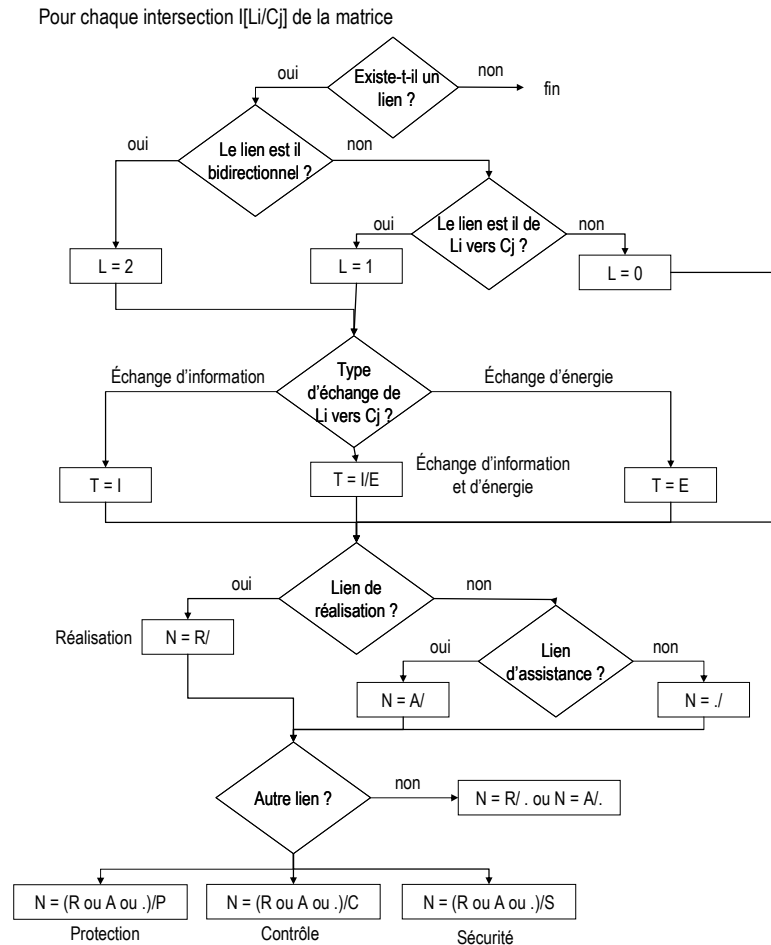 Pour chaque intersection I[Li/Cj] de la matrice
Existe-t-il un
lien ?
oui
non
fin
Le lien est il
bidirectionnel ?
oui
non
Le lien est il de
Li vers Cj ?
oui
non
L = 2
L = 1
L = 0
Type
d'échange de
Li vers Cj ?
Échange d'information
Échange d'énergie
T = I
T = I/E
Échange d'information
et d'énergie
T = E
Lien de
réalisation ?
oui
non
Réalisation
N = R/
Lien
d'assistance ?
oui
non
N = A/
N = ./
Autre lien ?
non
N = R/ . ou N = A/.
N = (R ou A ou .)/P
N = (R ou A ou .)/C
N = (R ou A ou .)/S
Protection
Contrôle
Sécurité